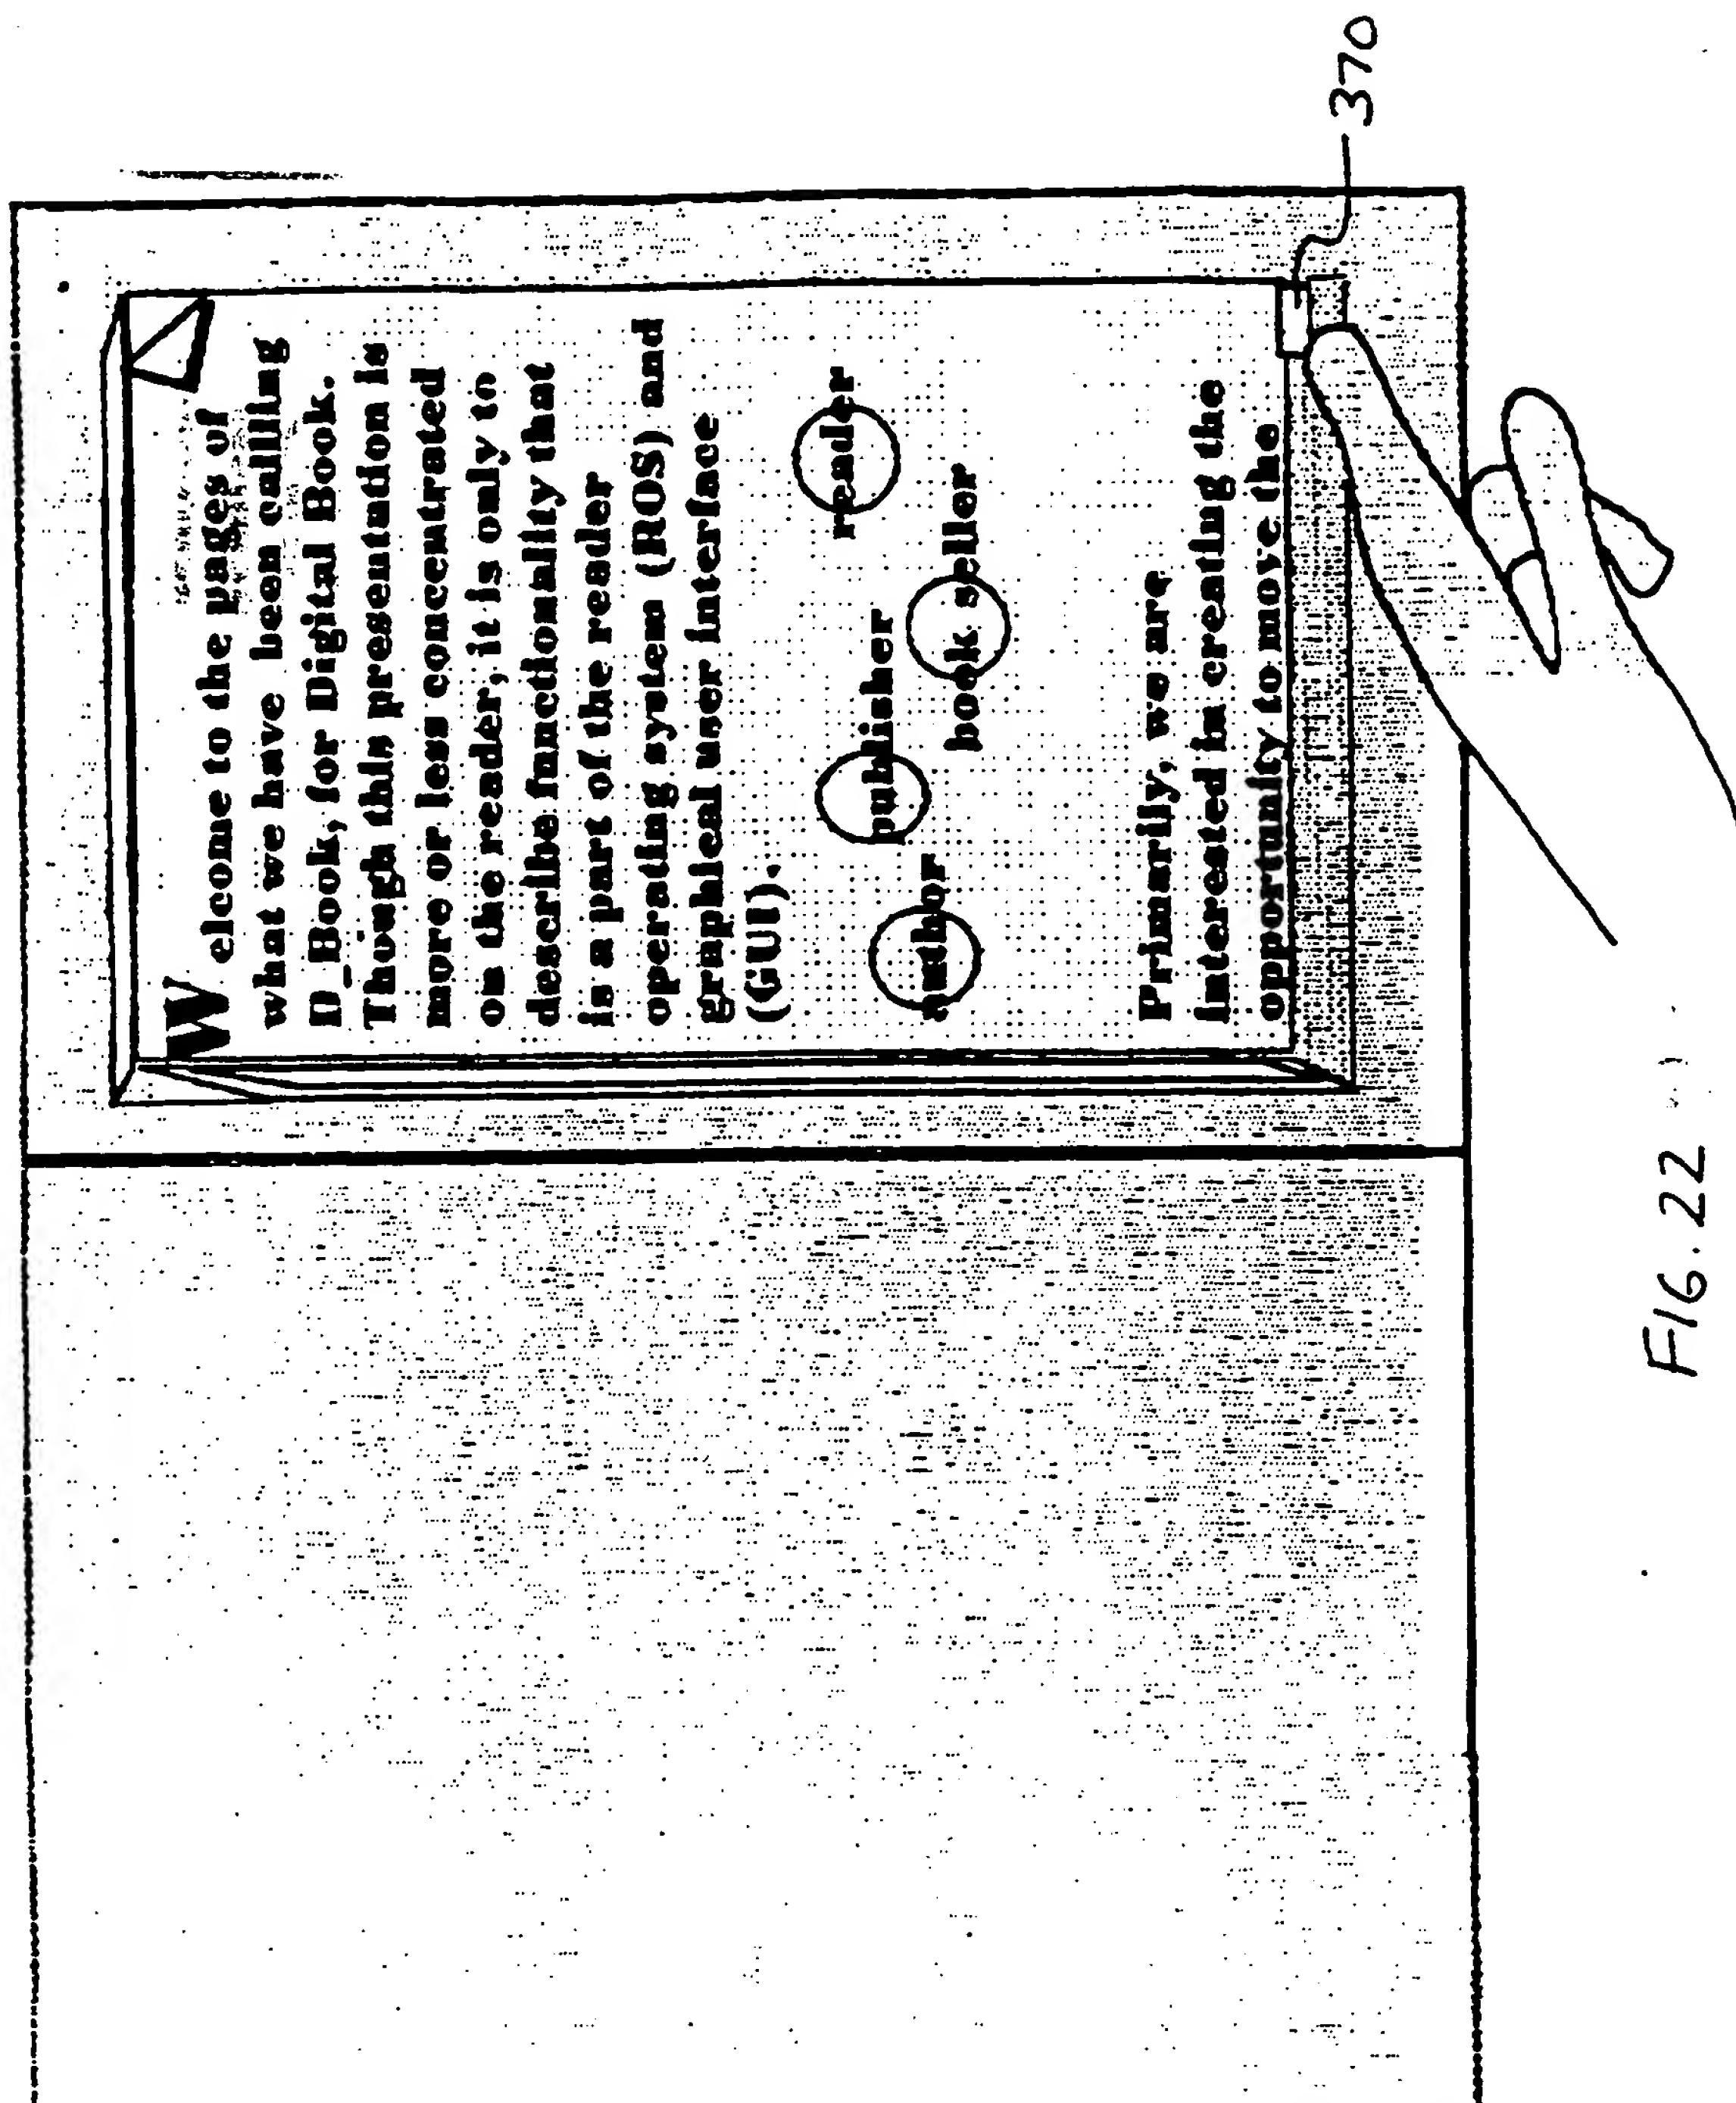 Welcome to the pages of
what we have been calling
D_Book, for Digital Book.
Though this presentation is
more or less concentrated
on the reader, it is only to
describe functionality that
is a part of the reader
operating system (ROS) and
graphical user interface
(GUI).
author publisher book seller reader
Primarily, we are
interested in creating the
opportunity to move the
370
FIG. 22